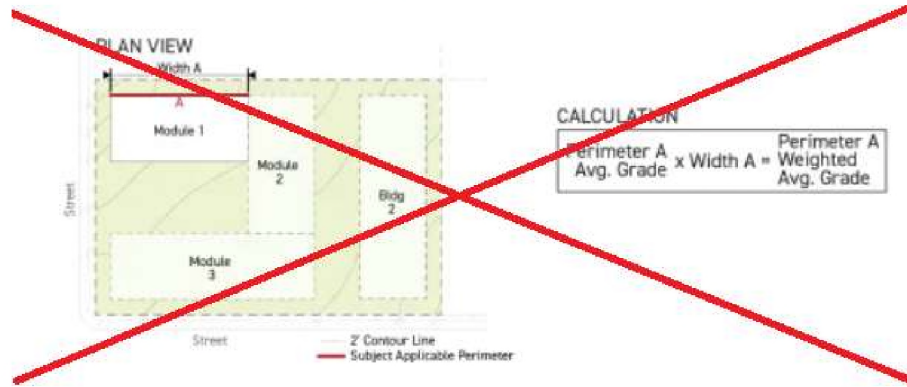 PLAN VIEW
Width A
A
Module 1
Module
2
Bldg
2
Module
3
Street
Street
2' Contour Line
Subject Applicable Perimeter
CALCULATION
Perimeter A
Avg. Grade
x Width A =
Perimeter A
Weighted
Avg. Grade